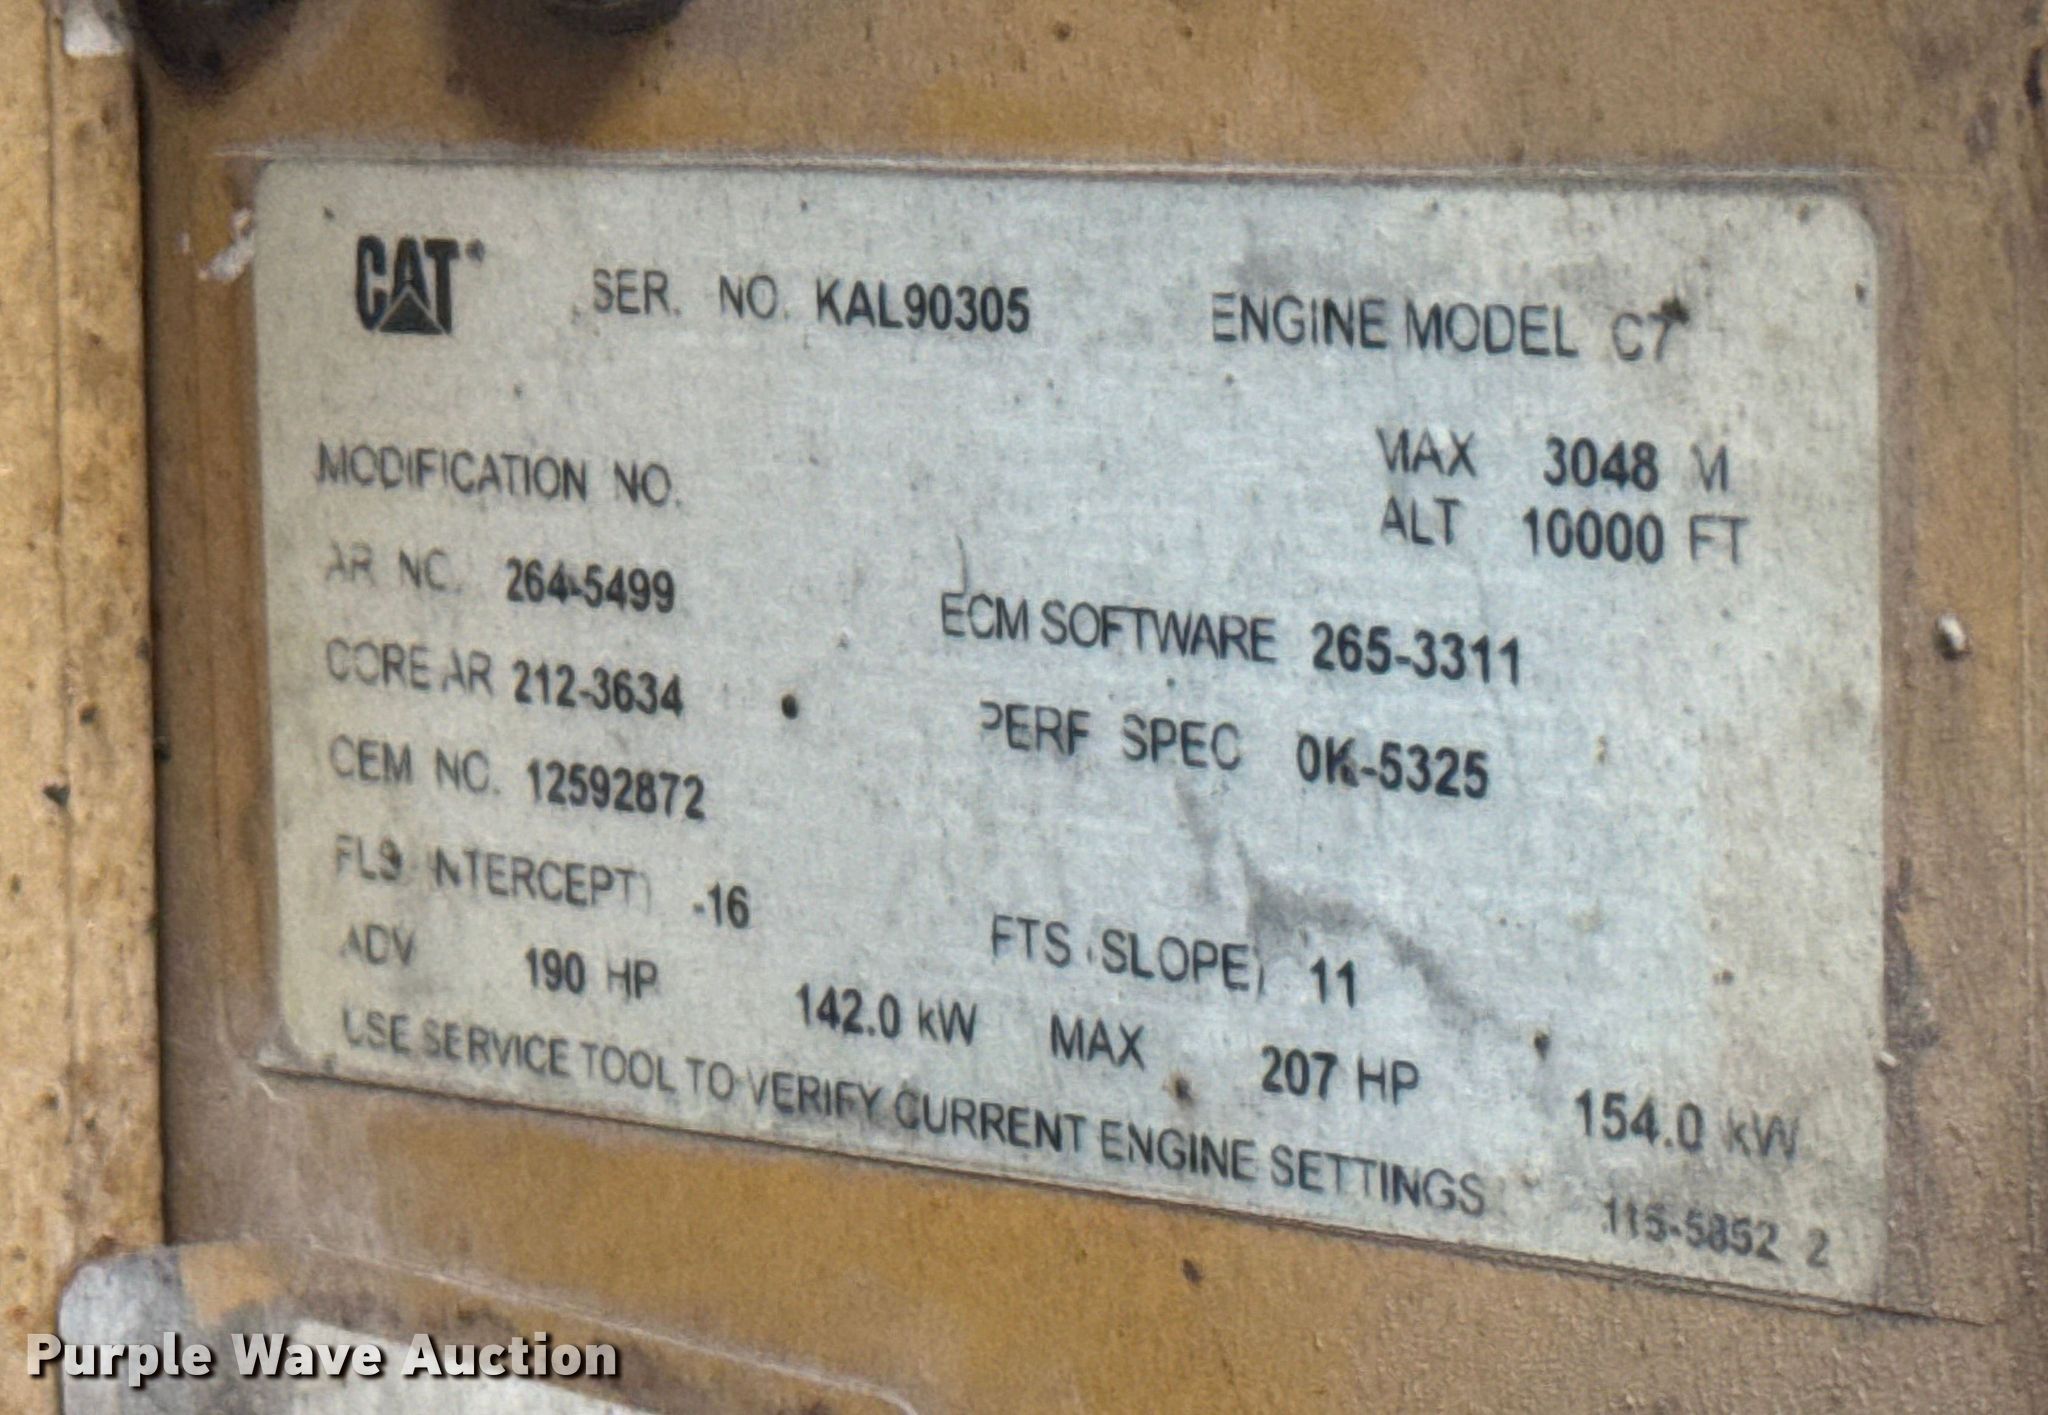 CAT® SER. NO. KAL90305 ENGINE MODEL C7
MAX 3048 M
MODIFICATION NO.
ALT 10000 FT
AR NO. 264-5499
ECM SOFTWARE 265-3311
CORE AR 212-3634
PERF SPEC 0K-5325
OEM NO. 12592872
FLS (INTERCEPT) -16
FTS (SLOPE) 11
ADV 190 HP 142.0 kW MAX 207 HP 154.0 kW
USE SERVICE TOOL TO VERIFY CURRENT ENGINE SETTINGS
115-5852 2
Purple Wave Auction